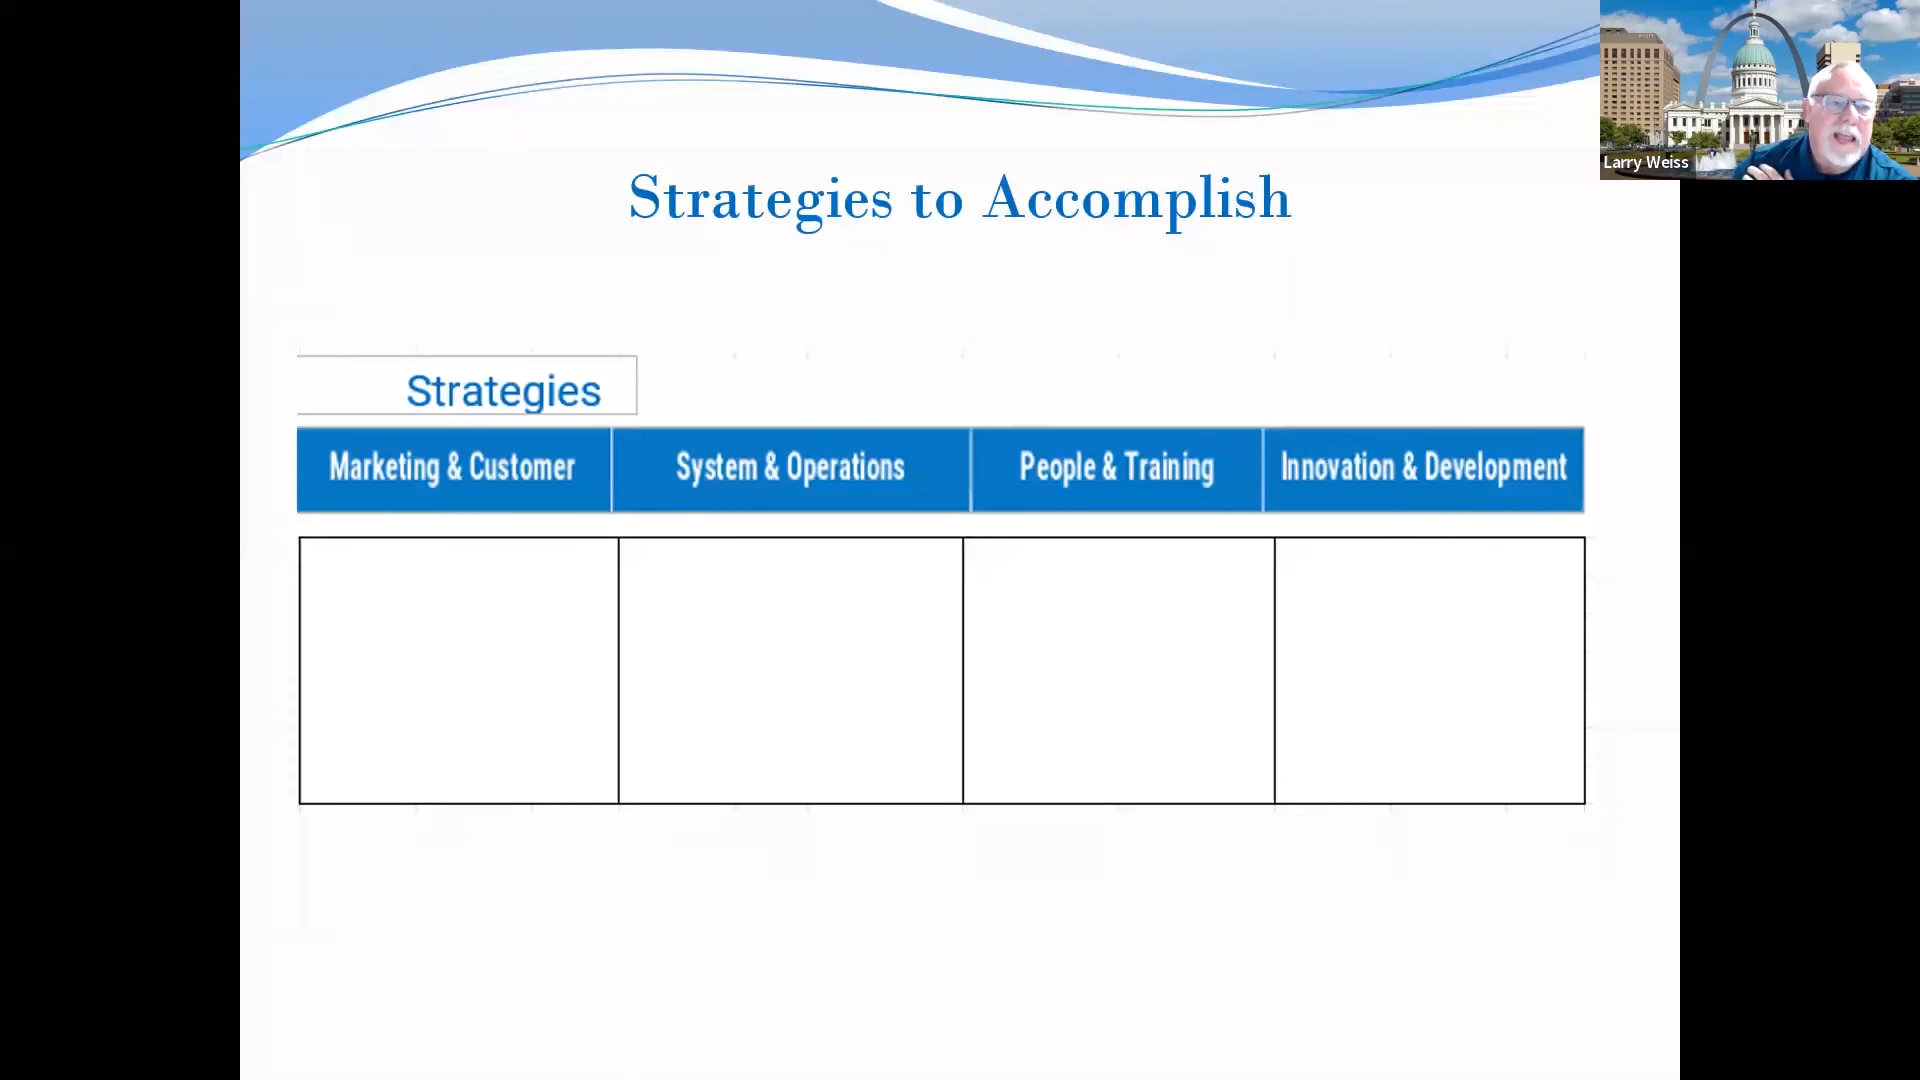 Larry Weiss
Strategies to Accomplish
Strategies
Marketing & Customer System & Operations People & Training Innovation & Development